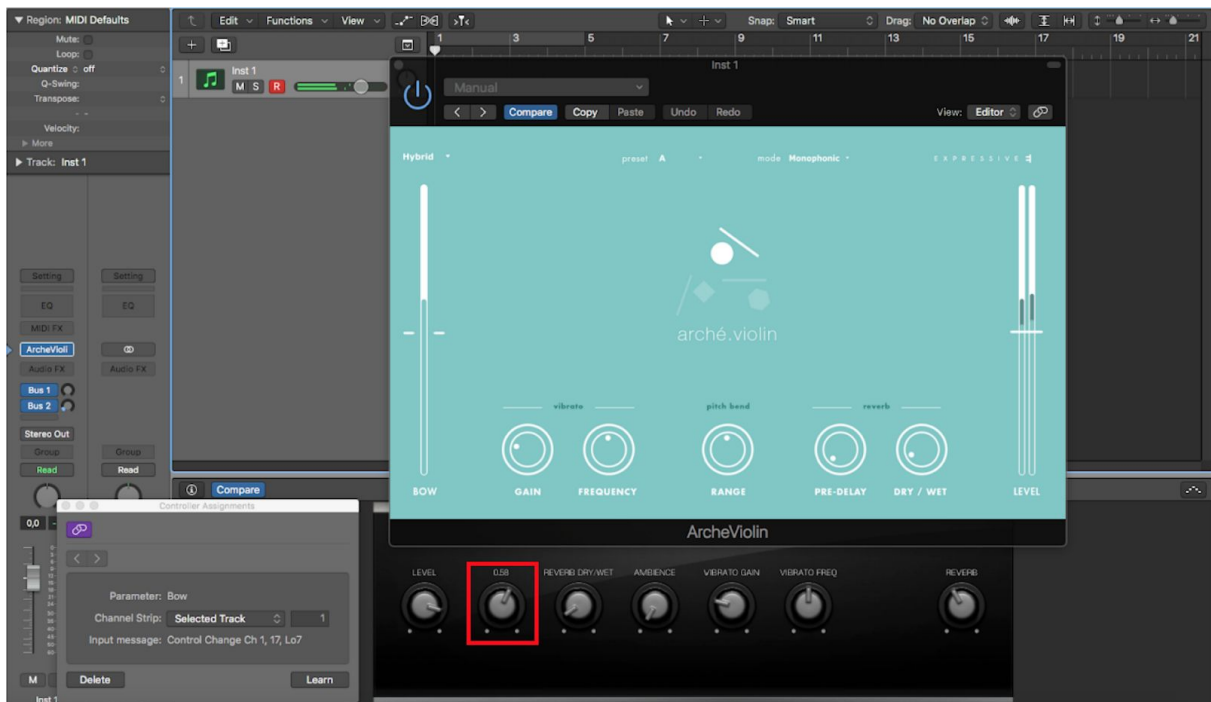 Region: MIDI Defaults
Mute:
Loop:
Quantize off
Q-Swing:
Transpose:
Velocity:
More
Track: Inst 1
Edit Functions View Snap: Smart Drag: No Overlap
1 3 5 7 9 11 13 15 17 19 21
1 Inst 1
M S R
Inst 1
Manual
Compare Copy Paste Undo Redo View: Editor
Hybrid preset A mode Monophonic EXPRESSIVE
arché.violin
vibrato pitch bend reverb
BOW GAIN FREQUENCY RANGE PRE-DELAY DRY / WET LEVEL
ArcheViolin
Setting Setting
EQ EQ
MIDI FX
ArcheVioli
Audio FX Audio FX
Bus 1
Bus 2
Stereo Out
Group Group
Read Read
0,0
M
Inst 1
Compare
Controller Assignments
Parameter: Bow
Channel Strip: Selected Track 1
Input message: Control Change Ch 1, 17, Lo7
Delete Learn
LEVEL 0.58 REVERB DRY/WET AMBIENCE VIBRATO GAIN VIBRATO FREQ REVERB